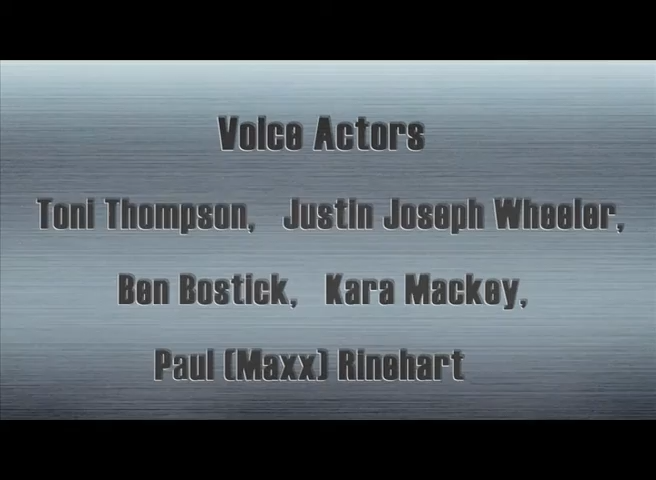 Voice Actors
Toni Thompson, Justin Joseph Wheeler,
Ben Bostick, Kara Mackey,
Paul (Maxx) Rinehart